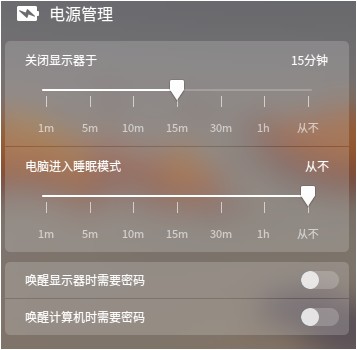 电源管理
关闭显示器于 15分钟
1m 5m 10m 15m 30m 1h 从不
电脑进入睡眠模式 从不
1m 5m 10m 15m 30m 1h 从不
唤醒显示器时需要密码
唤醒计算机时需要密码